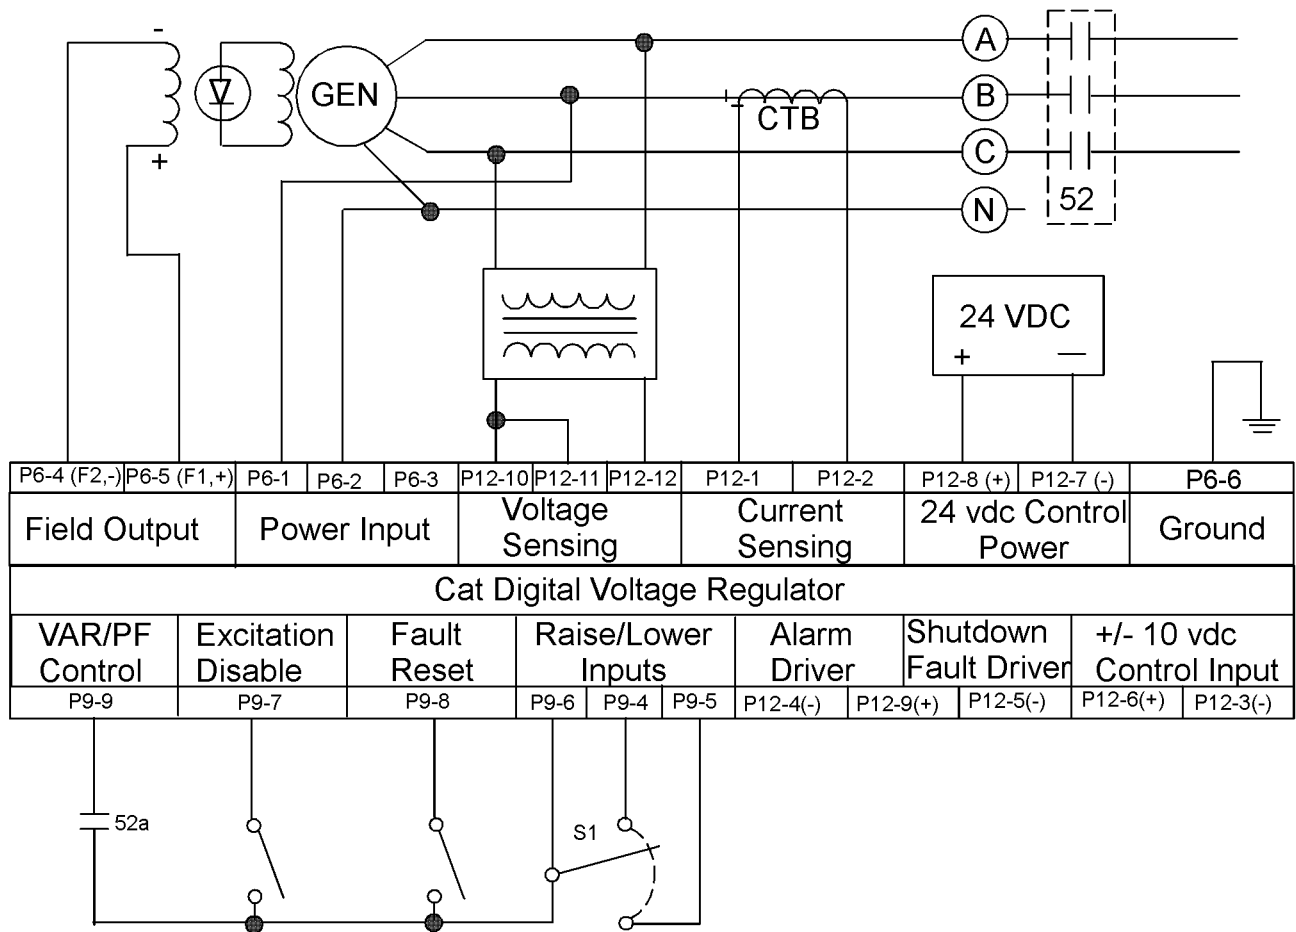 -
GEN
A
+
-
CTB
B
+
C
52
N
24 VDC
+ —
P6-4 (F2,-) P6-5 (F1,+) P6-1 P6-2 P6-3 P12-10 P12-11 P12-12 P12-1 P12-2 P12-8 (+) P12-7 (-) P6-6
Field Output
Power Input
Voltage
Sensing
Current
Sensing
24 vdc Control
Power
Ground
Cat Digital Voltage Regulator
VAR/PF
Control
Excitation
Disable
Fault
Reset
Raise/Lower
Inputs
Alarm
Driver
Shutdown
Fault Driver
+/- 10 vdc
Control Input
P9-9 P9-7 P9-8 P9-6 P9-4 P9-5 P12-4(-) P12-9(+) P12-5(-) P12-6(+) P12-3(-)
52a
S1